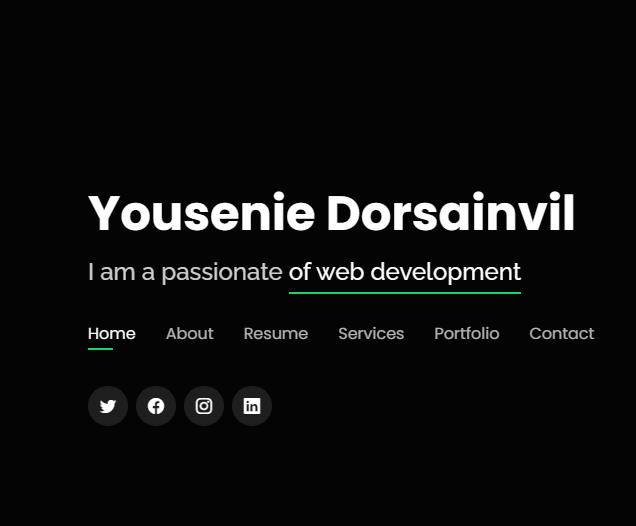 Yousenie Dorsainvil
I am a passionate of web development
Home About Resume Services Portfolio Contact